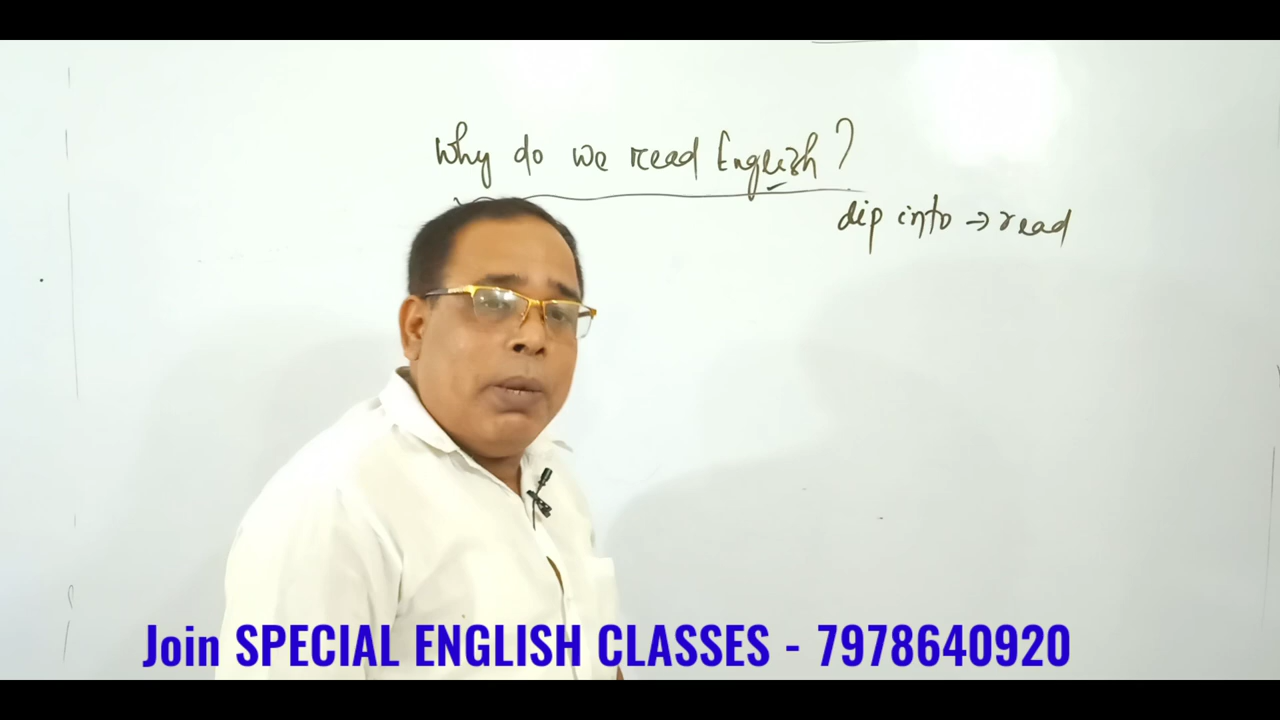 Why do we read English?
dip into → read
Join SPECIAL ENGLISH CLASSES - 7978640920